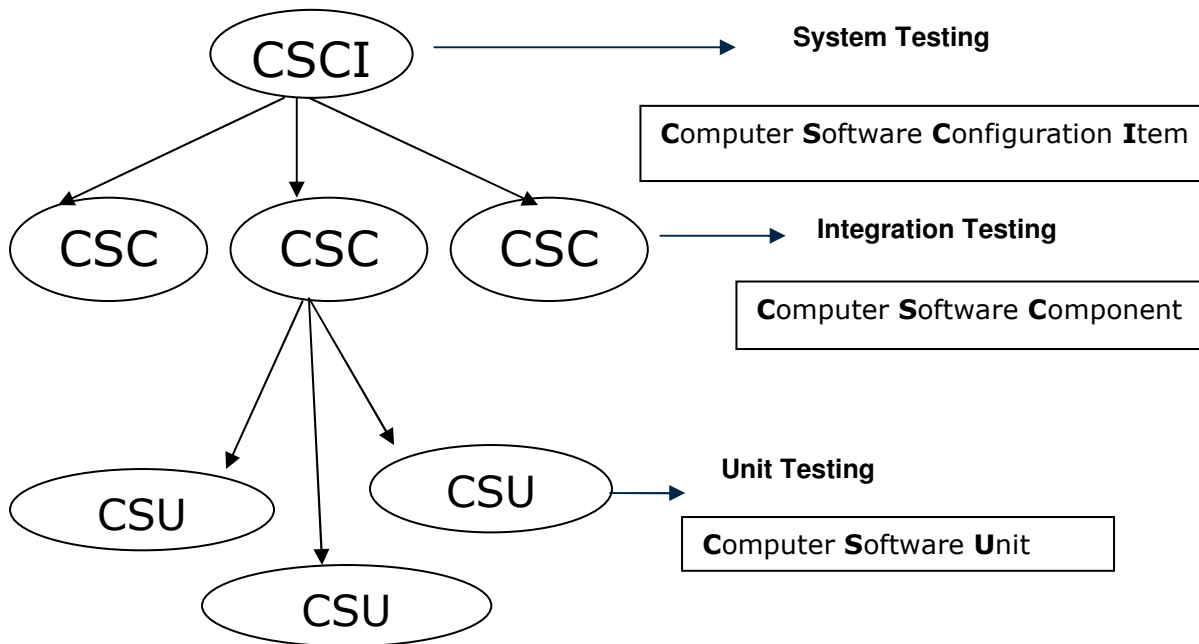 CSCI
System Testing
Computer Software Configuration Item
CSC
CSC
CSC
Integration Testing
Computer Software Component
CSU
CSU
Unit Testing
Computer Software Unit
CSU